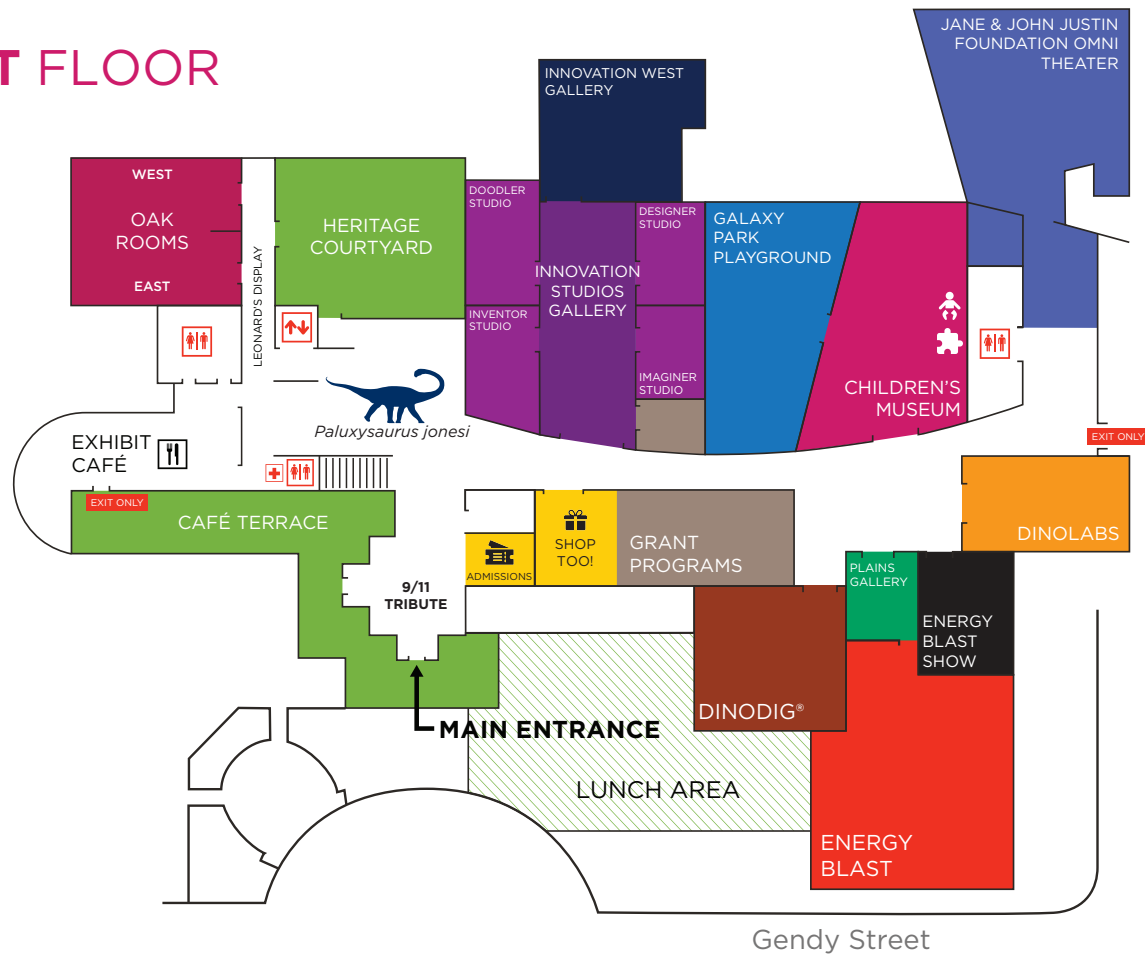 T FLOOR
JANE & JOHN JUSTIN
FOUNDATION OMNI
THEATER
INNOVATION WEST
GALLERY
WEST
OAK
ROOMS
EAST
LEONARD'S DISPLAY
HERITAGE
COURTYARD
DOODLER
STUDIO
DESIGNER
STUDIO
GALAXY
PARK
PLAYGROUND
INNOVATION
STUDIOS
GALLERY
INVENTOR
STUDIO
IMAGINER
STUDIO
CHILDREN'S
MUSEUM
Paluxysaurus jonesi
EXHIBIT
CAFÉ
EXIT ONLY
EXIT ONLY
CAFÉ TERRACE
DINOLABS
SHOP
TOO!
GRANT
PROGRAMS
ADMISSIONS
PLAINS
GALLERY
9/11
TRIBUTE
ENERGY
BLAST
SHOW
DINODIG®
MAIN ENTRANCE
LUNCH AREA
ENERGY
BLAST
Gendy Street